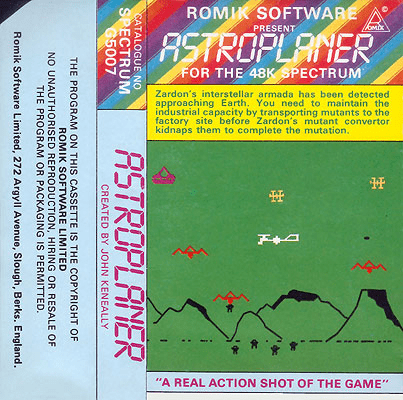 ROMIK SOFTWARE
PRESENT
ASTROPLANER
FOR THE 48K SPECTRUM
ROMIK
Zardon's interstellar armada has been detected
approaching Earth. You need to maintain the
industrial capacity by transporting mutants to the
factory site before Zardon's mutant convertor
kidnaps them to complete the mutation.
"A REAL ACTION SHOT OF THE GAME"
CATALOGUE NO
SPECTRUM
G5007
ASTROPLANER
CREATED BY JOHN KENEALLY
THE PROGRAM ON THIS CASSETTE IS THE COPYRIGHT OF
ROMIK SOFTWARE LIMITED
NO UNAUTHORISED REPRODUCTION, HIRING OR RESALE OF
THE PROGRAM OR PACKAGING IS PERMITTED.
Romik Software Limited, 272 Argyll Avenue, Slough, Berks. England.